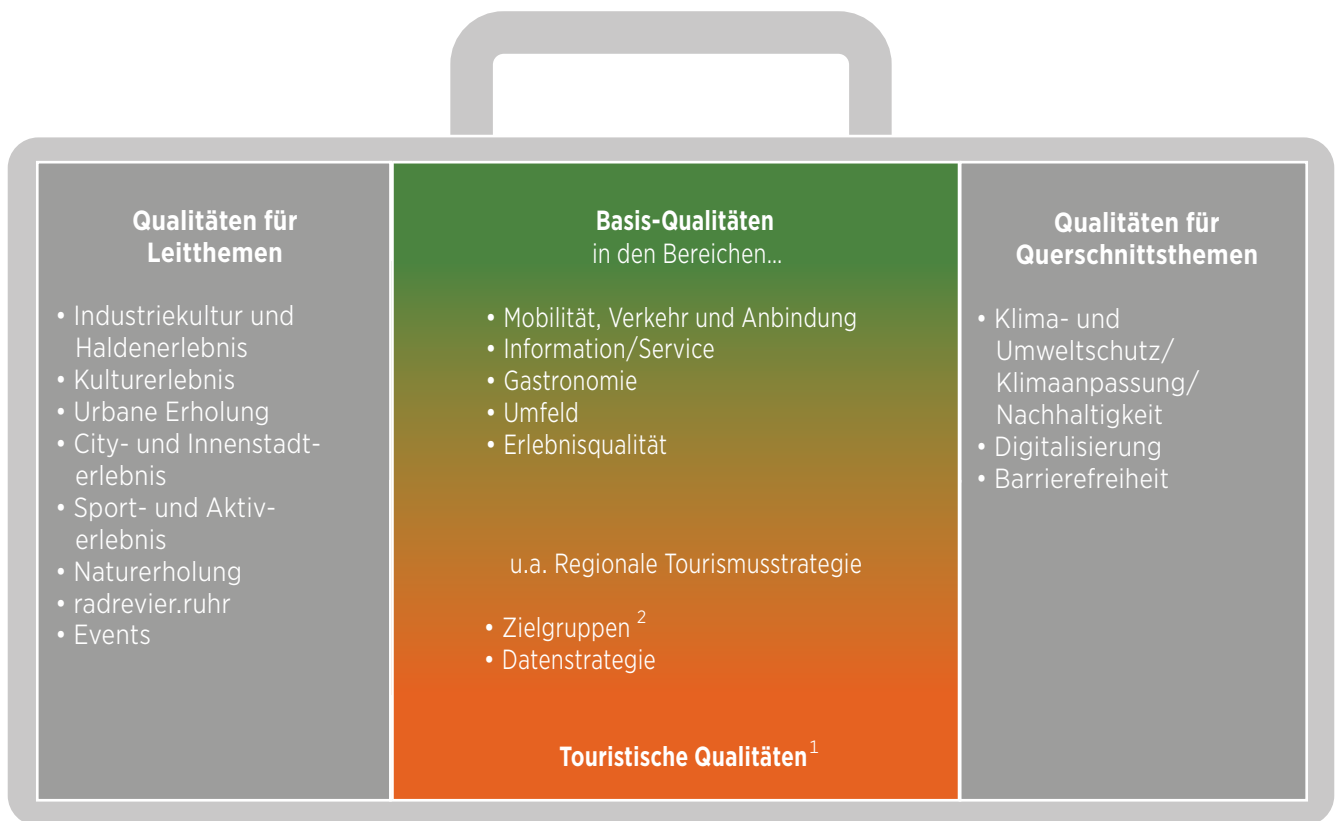 Qualitäten für
Leitthemen
• Industriekultur und
Haldenerlebnis
• Kulturerlebnis
• Urbane Erholung
• City- und Innenstadt-
erlebnis
• Sport- und Aktiv-
erlebnis
• Naturerholung
• radrevier.ruhr
• Events
Basis-Qualitäten
in den Bereichen...
• Mobilität, Verkehr und Anbindung
• Information/Service
• Gastronomie
• Umfeld
• Erlebnisqualität
u.a. Regionale Tourismusstrategie
• Zielgruppen ²
• Datenstrategie
Touristische Qualitäten¹
Qualitäten für
Querschnittsthemen
• Klima- und
Umweltschutz/
Klimaanpassung/
Nachhaltigkeit
• Digitalisierung
• Barrierefreiheit